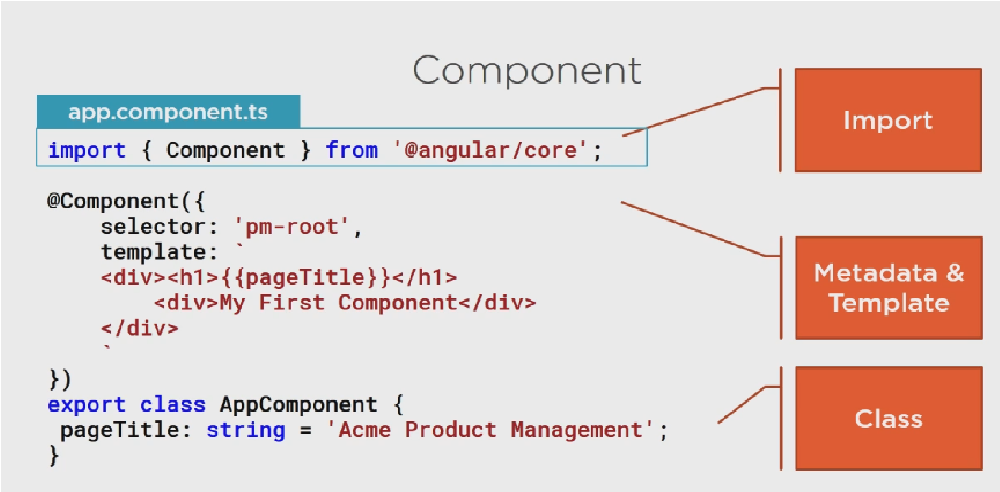 Component
app.component.ts
import { Component } from '@angular/core';
@Component({
    selector: 'pm-root',
    template: `
    <div><h1>{{pageTitle}}</h1>
        <div>My First Component</div>
    </div>
    `
})
export class AppComponent {
 pageTitle: string = 'Acme Product Management';
}
Import
Metadata &
Template
Class